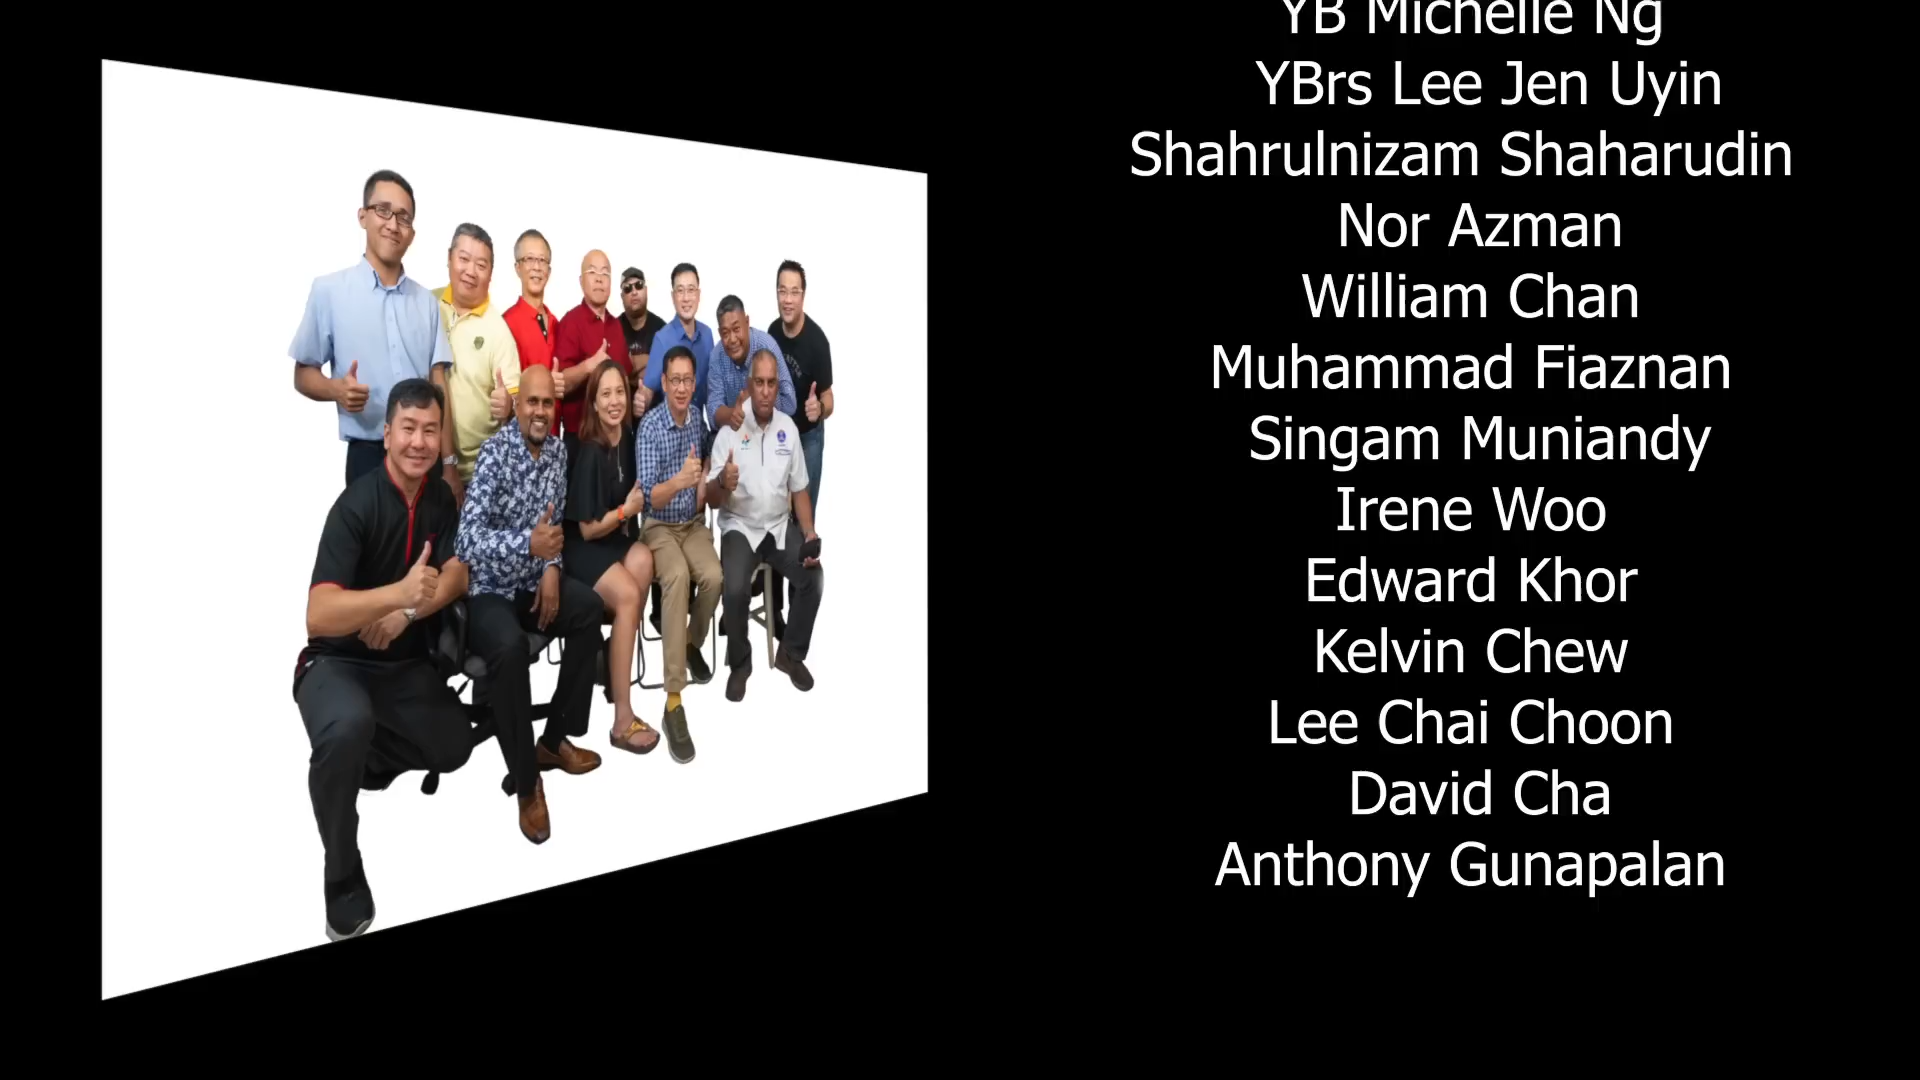 YB Michelle Ng
YBrs Lee Jen Uyin
Shahrulnizam Shaharudin
Nor Azman
William Chan
Muhammad Fiaznan
Singam Muniandy
Irene Woo
Edward Khor
Kelvin Chew
Lee Chai Choon
David Cha
Anthony Gunapalan